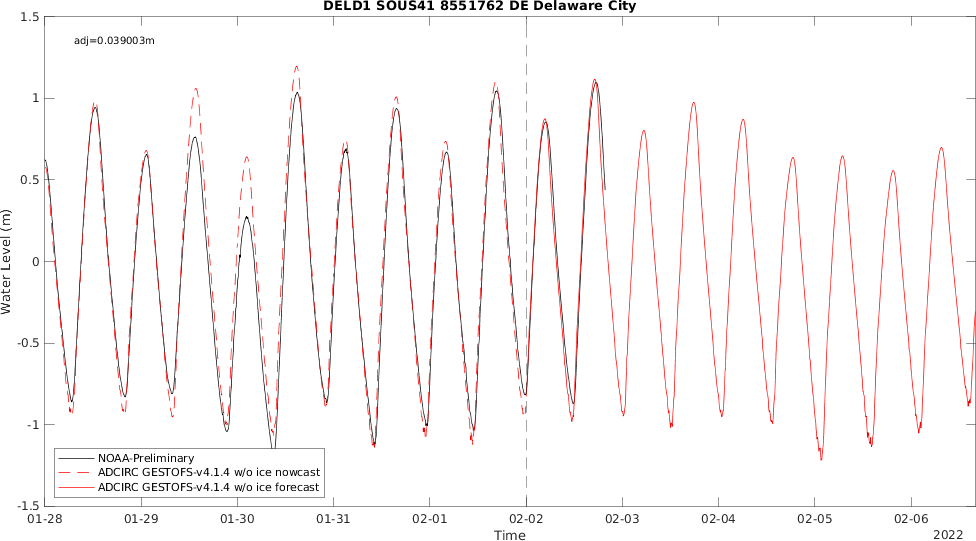 DELD1 SOUS41 8551762 DE Delaware City
adj=0.039003m
1.5
1
0.5
0
-0.5
-1
-1.5
Water Level (m)
NOAA-Preliminary
ADCIRC GESTOFS-v4.1.4 w/o ice nowcast
ADCIRC GESTOFS-v4.1.4 w/o ice forecast
01-28 01-29 01-30 01-31 02-01 02-02 02-03 02-04 02-05 02-06
Time
2022